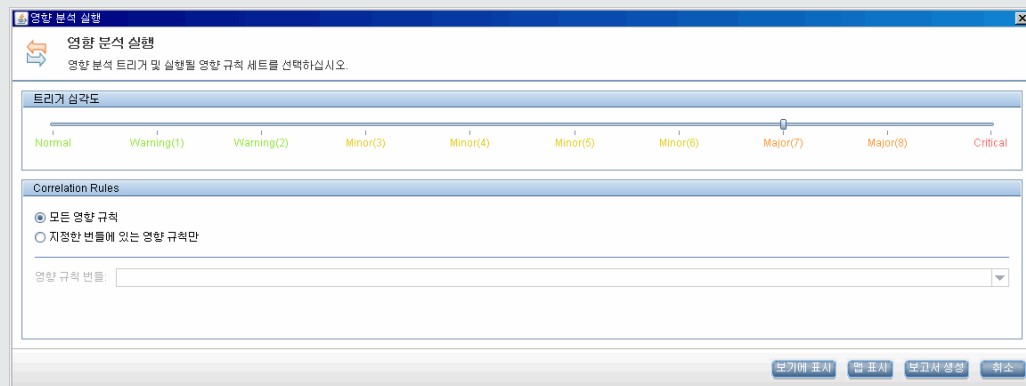 영향 분석 실행
영향 분석 실행
영향 분석 트리거 및 실행될 영향 규칙 세트를 선택하십시오.
트리거 심각도
Normal Warning(1) Warning(2) Minor(3) Minor(4) Minor(5) Minor(6) Major(7) Major(8) Critical
Correlation Rules
모든 영향 규칙
지정한 번들에 있는 영향 규칙만
영향 규칙 번들:
보기에 표시 맵 표시 보고서 생성 취소